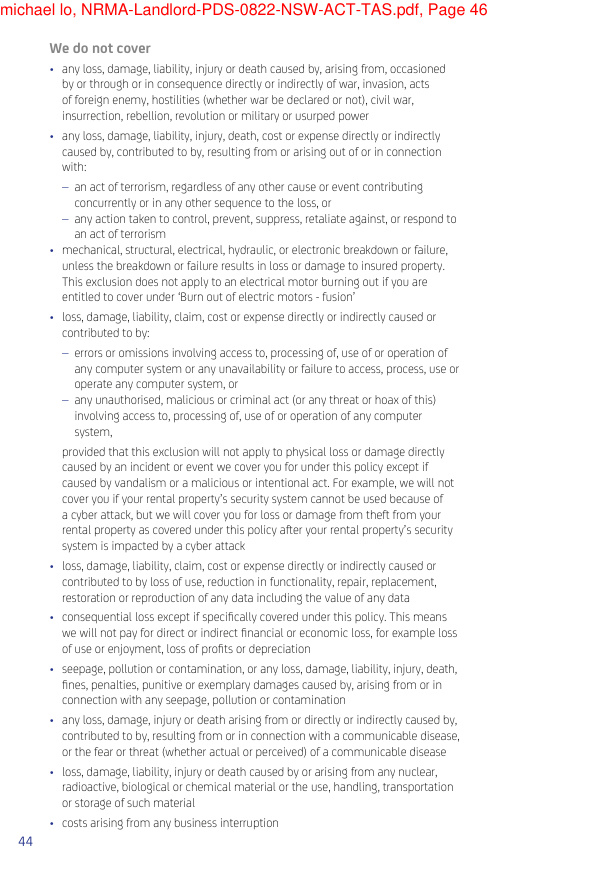 michael lo, NRMA-Landlord-PDS-0822-NSW-ACT-TAS.pdf, Page 46
We do not cover
• any loss, damage, liability, injury or death caused by, arising from, occasioned
by or through or in consequence directly or indirectly of war, invasion, acts
of foreign enemy, hostilities (whether war be declared or not), civil war,
insurrection, rebellion, revolution or military or usurped power
• any loss, damage, liability, injury, death, cost or expense directly or indirectly
caused by, contributed to by, resulting from or arising out of or in connection
with:
– an act of terrorism, regardless of any other cause or event contributing
concurrently or in any other sequence to the loss, or
– any action taken to control, prevent, suppress, retaliate against, or respond to
an act of terrorism
• mechanical, structural, electrical, hydraulic, or electronic breakdown or failure,
unless the breakdown or failure results in loss or damage to insured property.
This exclusion does not apply to an electrical motor burning out if you are
entitled to cover under ‘Burn out of electric motors - fusion’
• loss, damage, liability, claim, cost or expense directly or indirectly caused or
contributed to by:
– errors or omissions involving access to, processing of, use of or operation of
any computer system or any unavailability or failure to access, process, use or
operate any computer system, or
– any unauthorised, malicious or criminal act (or any threat or hoax of this)
involving access to, processing of, use of or operation of any computer
system,
provided that this exclusion will not apply to physical loss or damage directly
caused by an incident or event we cover you for under this policy except if
caused by vandalism or a malicious or intentional act. For example, we will not
cover you if your rental property’s security system cannot be used because of
a cyber attack, but we will cover you for loss or damage from theft from your
rental property as covered under this policy after your rental property’s security
system is impacted by a cyber attack
• loss, damage, liability, claim, cost or expense directly or indirectly caused or
contributed to by loss of use, reduction in functionality, repair, replacement,
restoration or reproduction of any data including the value of any data
• consequential loss except if specifically covered under this policy. This means
we will not pay for direct or indirect financial or economic loss, for example loss
of use or enjoyment, loss of profits or depreciation
• seepage, pollution or contamination, or any loss, damage, liability, injury, death,
fines, penalties, punitive or exemplary damages caused by, arising from or in
connection with any seepage, pollution or contamination
• any loss, damage, injury or death arising from or directly or indirectly caused by,
contributed to by, resulting from or in connection with a communicable disease,
or the fear or threat (whether actual or perceived) of a communicable disease
• loss, damage, liability, injury or death caused by or arising from any nuclear,
radioactive, biological or chemical material or the use, handling, transportation
or storage of such material
• costs arising from any business interruption
44